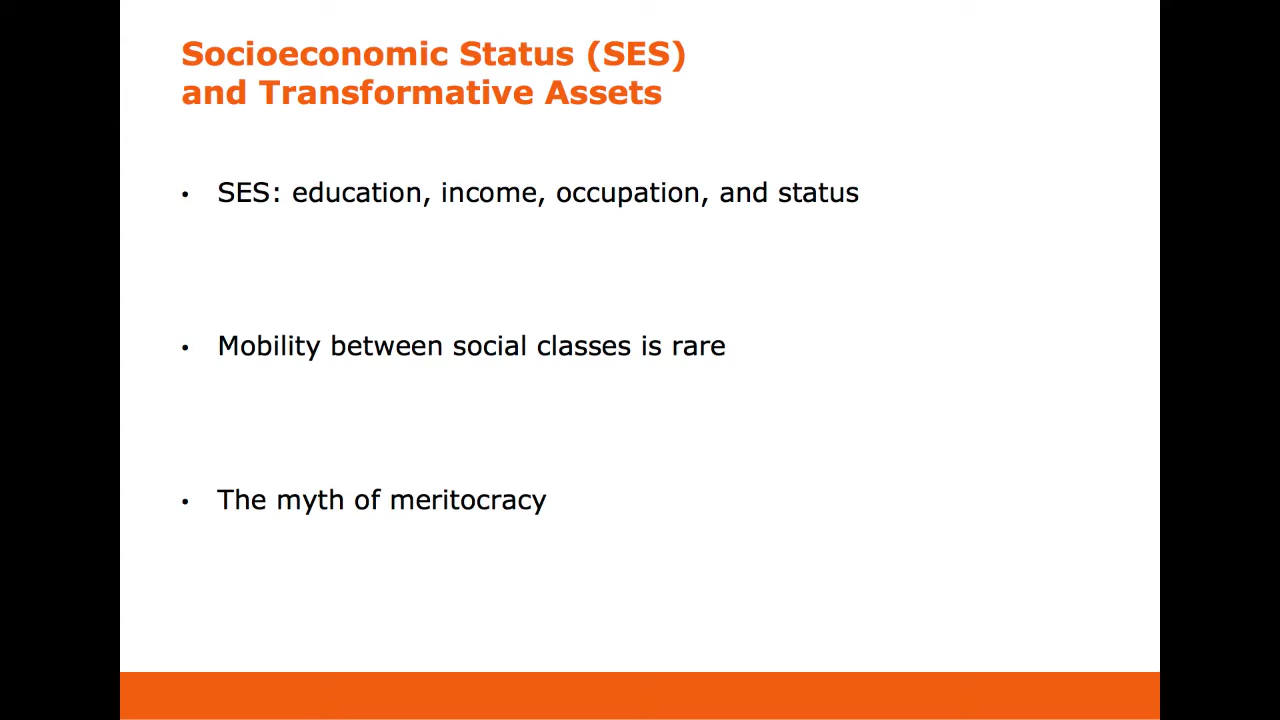 Socioeconomic Status (SES)
and Transformative Assets
• SES: education, income, occupation, and status
• Mobility between social classes is rare
• The myth of meritocracy